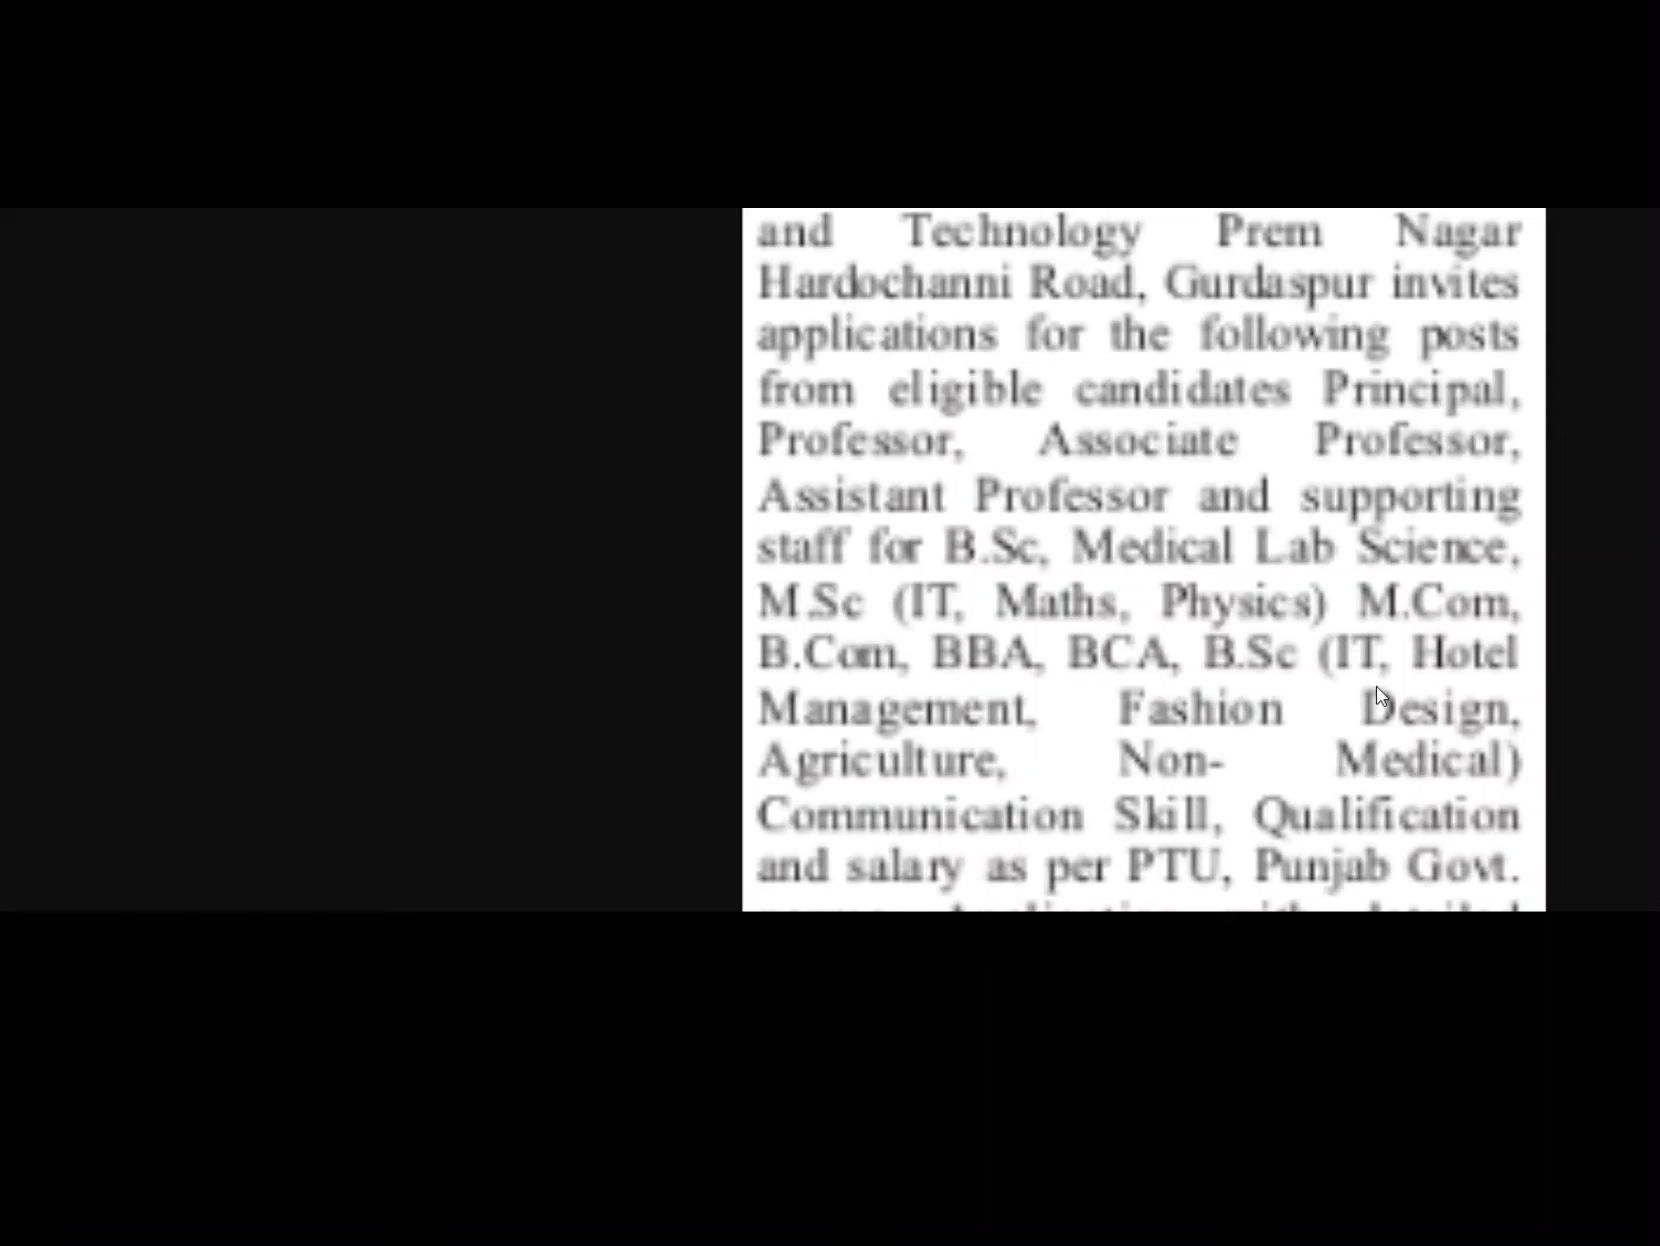 and Technology Prem Nagar
Hardochanni Road, Gurdaspur invites
applications for the following posts
from eligible candidates Principal,
Professor, Associate Professor,
Assistant Professor and supporting
staff for B.Sc, Medical Lab Science,
M.Sc (IT, Maths, Physics) M.Com,
B.Com, BBA, BCA, B.Sc (IT, Hotel
Management, Fashion Design,
Agriculture, Non- Medical)
Communication Skill, Qualification
and salary as per PTU, Punjab Govt.